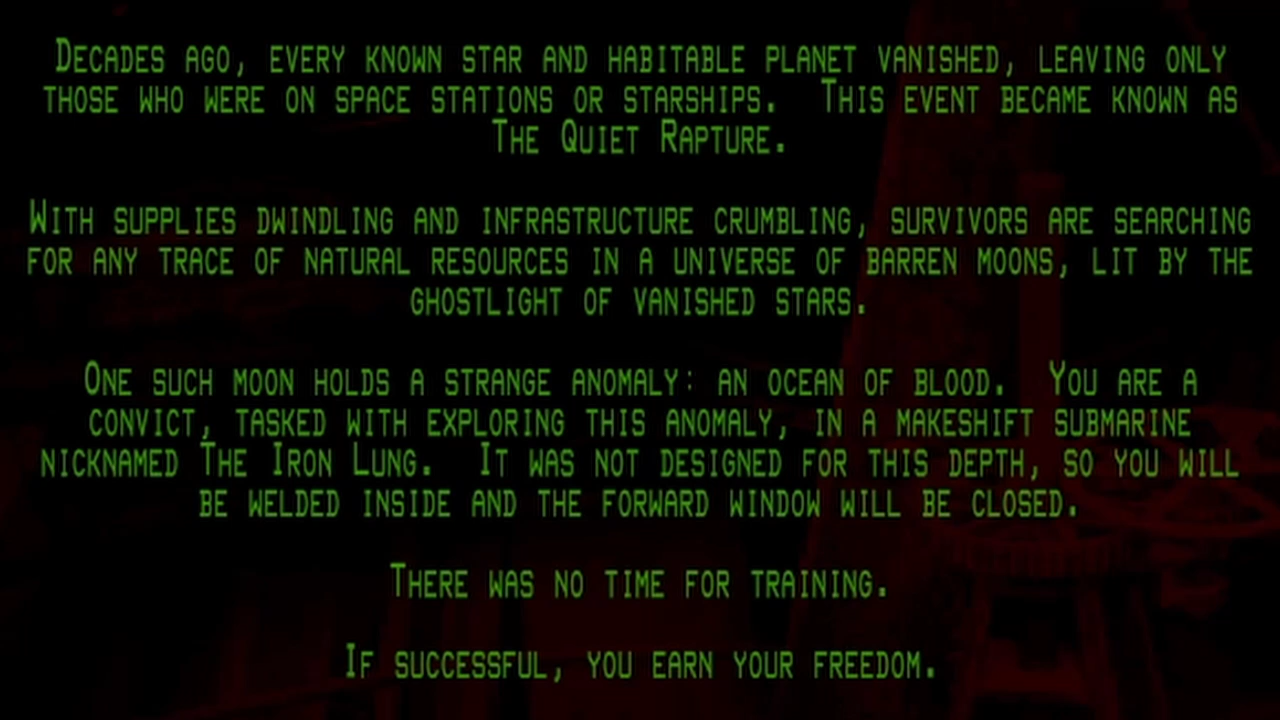 Decades ago, every known star and habitable planet vanished, leaving only
those who were on space stations or starships.  This event became known as
The Quiet Rapture.
With supplies dwindling and infrastructure crumbling, survivors are searching
for any trace of natural resources in a universe of barren moons, lit by the
ghostlight of vanished stars.
One such moon holds a strange anomaly: an ocean of blood.  You are a
convict, tasked with exploring this anomaly, in a makeshift submarine
nicknamed The Iron Lung.  It was not designed for this depth, so you will
be welded inside and the forward window will be closed.
There was no time for training.
If successful, you earn your freedom.